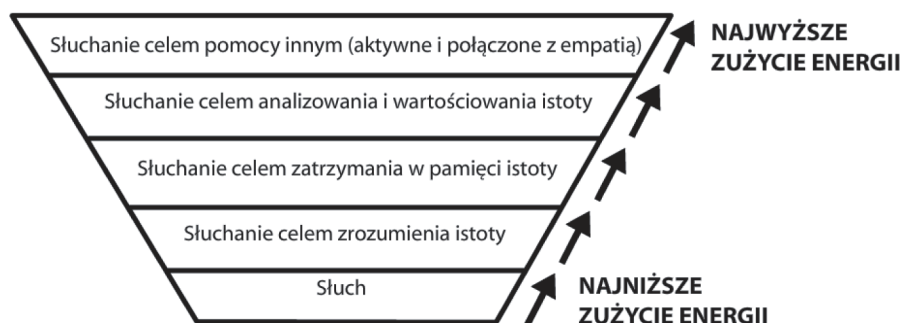 Słuchanie celem pomocy innym (aktywne i połączone z empatią)
NAJWYŻSZE
ZUŻYCIE ENERGII
Słuchanie celem analizowania i wartościowania istoty
Słuchanie celem zatrzymania w pamięci istoty
Słuchanie celem zrozumienia istoty
Słuch
NAJNIŻSZE
ZUŻYCIE ENERGII